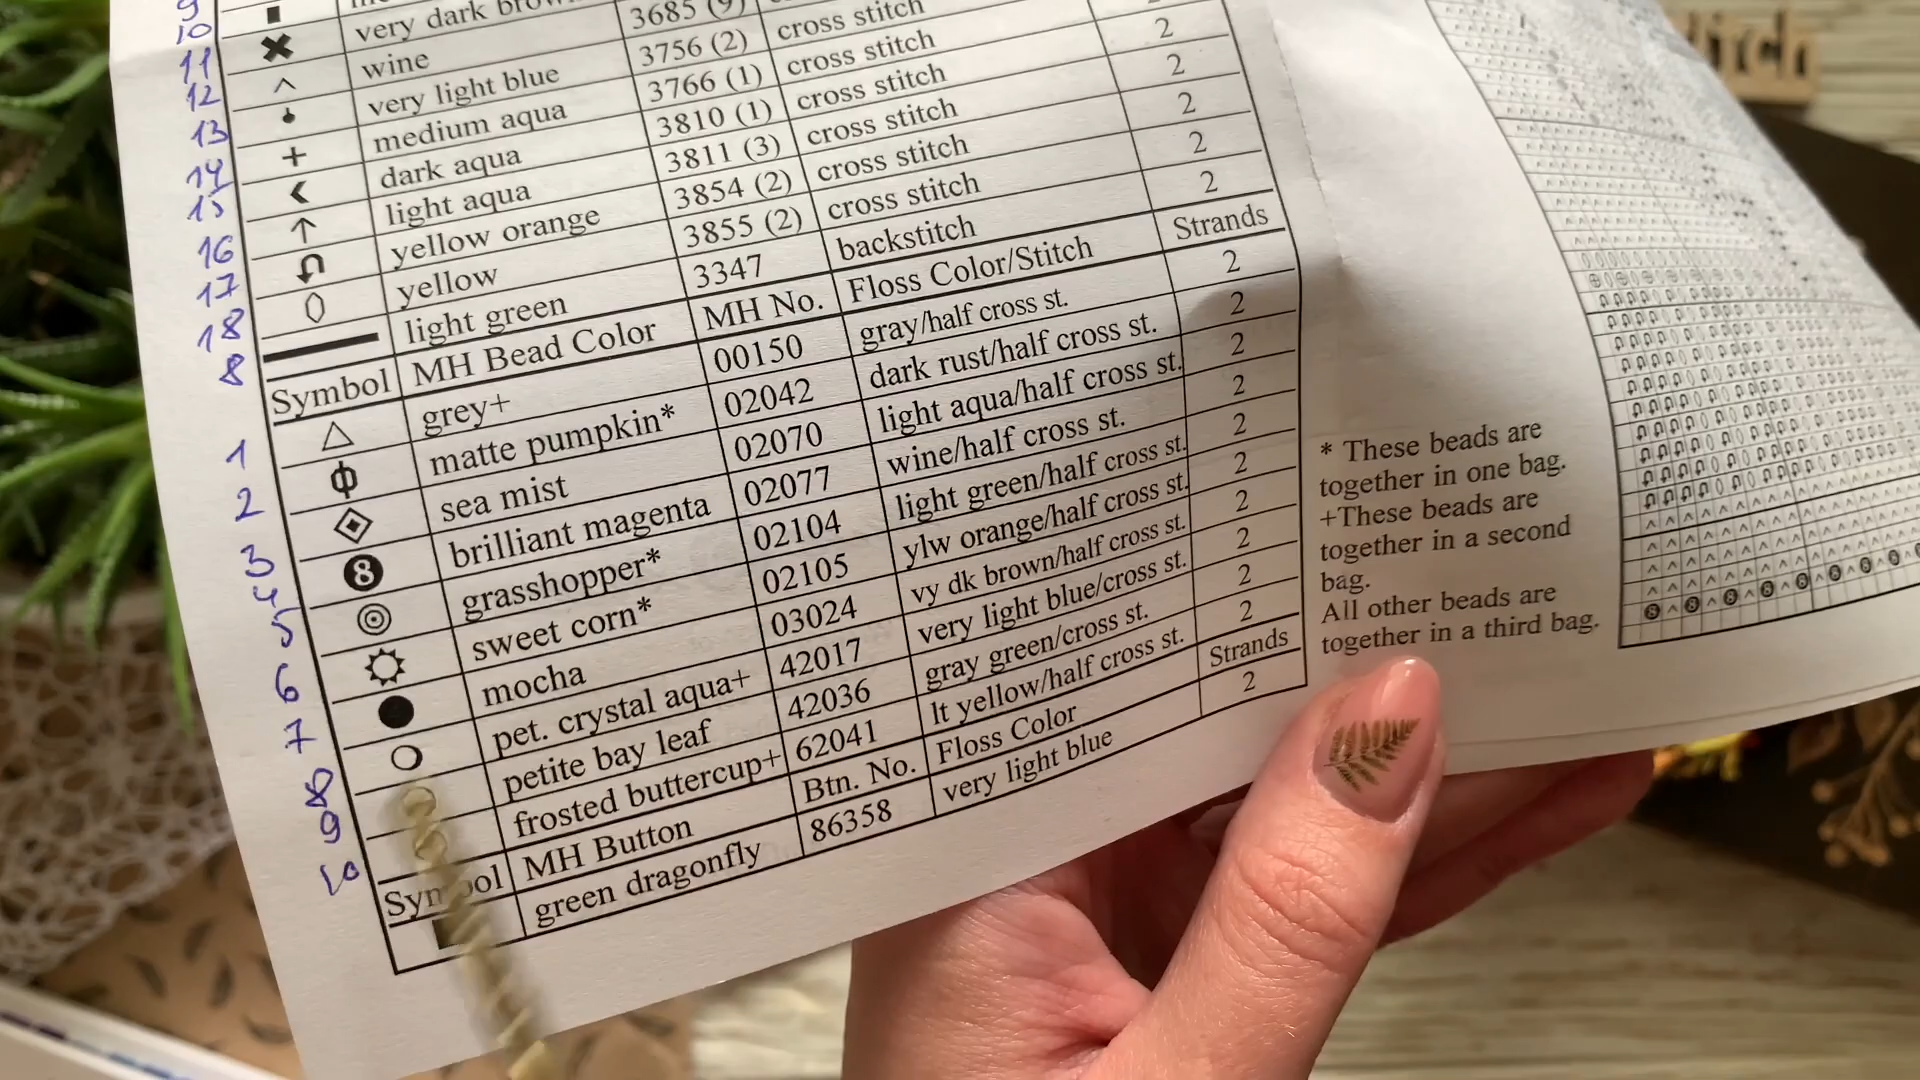 9
10 ■
11 ✖ very dark brown
12 ^ wine 3685 (9) cross stitch
13 very light blue 3756 (2) cross stitch 2
14 + medium aqua 3766 (1) cross stitch 2
15 < dark aqua 3810 (1) cross stitch 2
16 ↑ light aqua 3811 (3) cross stitch 2
17 yellow orange 3854 (2) cross stitch 2
18 yellow 3855 (2) cross stitch 2
8 light green 3347 backstitch
Symbol MH Bead Color MH No. Floss Color/Stitch Strands
1 △ grey+ 00150 gray/half cross st. 2
2 ϕ matte pumpkin* 02042 dark rust/half cross st. 2
3 ◈ sea mist 02070 light aqua/half cross st. 2
4 ❽ brilliant magenta 02077 wine/half cross st. 2
5 ◎ grasshopper* 02104 light green/half cross st. 2
6 sweet corn* 02105 ylw orange/half cross st. 2
7 ● mocha 03024 vy dk brown/half cross st. 2
8 ○ pet. crystal aqua+ 42017 very light blue/cross st. 2
9 petite bay leaf 42036 gray green/cross st. 2
10 frosted buttercup+ 62041 lt yellow/half cross st. 2
Symbol MH Button Btn. No. Floss Color Strands
green dragonfly 86358 very light blue 2
* These beads are
together in one bag.
+These beads are
together in a second
bag.
All other beads are
together in a third bag.